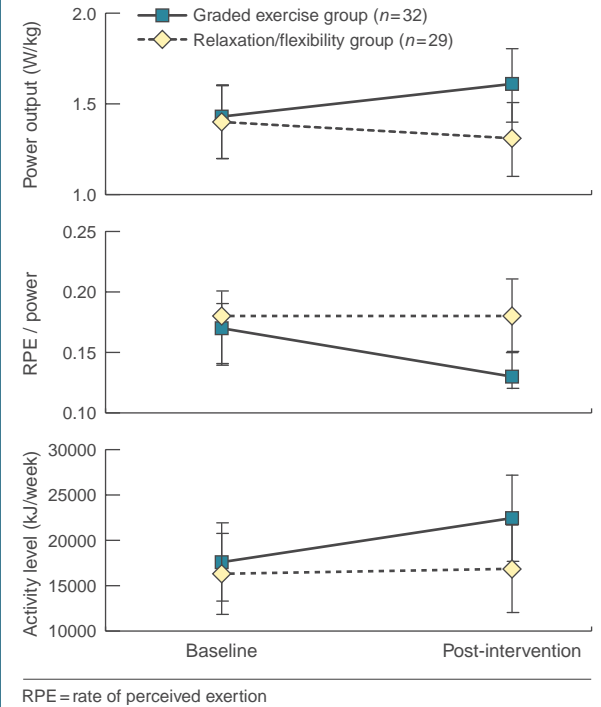 Graded exercise group (n=32)
Relaxation/flexibility group (n=29)
Power output (W/kg)
2.0
1.5
1.0
RPE / power
0.25
0.20
0.15
0.10
Activity level (kJ/week)
30000
25000
20000
15000
10000
Baseline Post-intervention
RPE=rate of perceived exertion